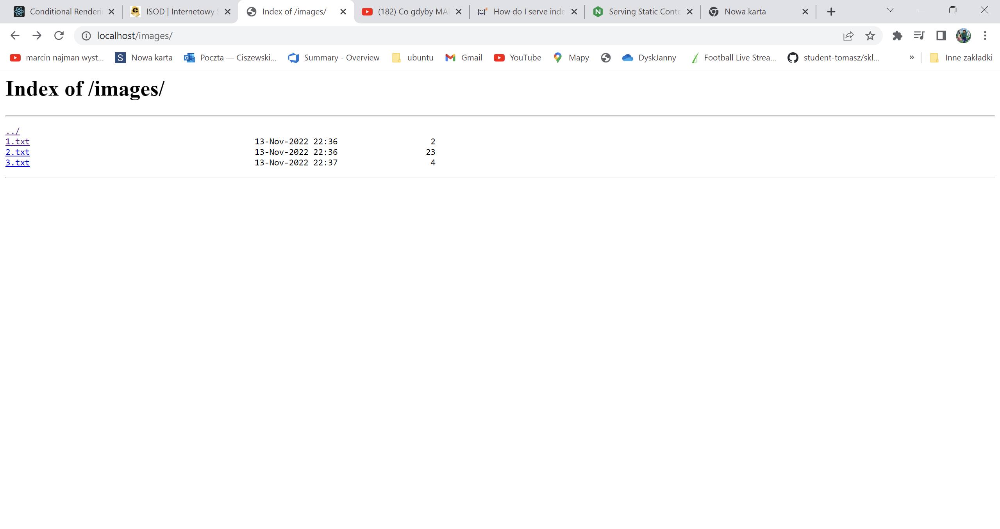 Conditional Renderi
ISOD | Internetowy S
Index of /images/
(182) Co gdyby MA
How do I serve inde
Serving Static Conte
Nowa karta
localhost/images/
marcin najman wyst...
S
Nowa karta
Poczta — Ciszewski...
Summary - Overview
ubuntu
Gmail
YouTube
Mapy
DyskJanny
Football Live Strea...
student-tomasz/skl...
»
Inne zakładki
Index of /images/
../
1.txt 13-Nov-2022 22:36 2
2.txt 13-Nov-2022 22:36 23
3.txt 13-Nov-2022 22:37 4